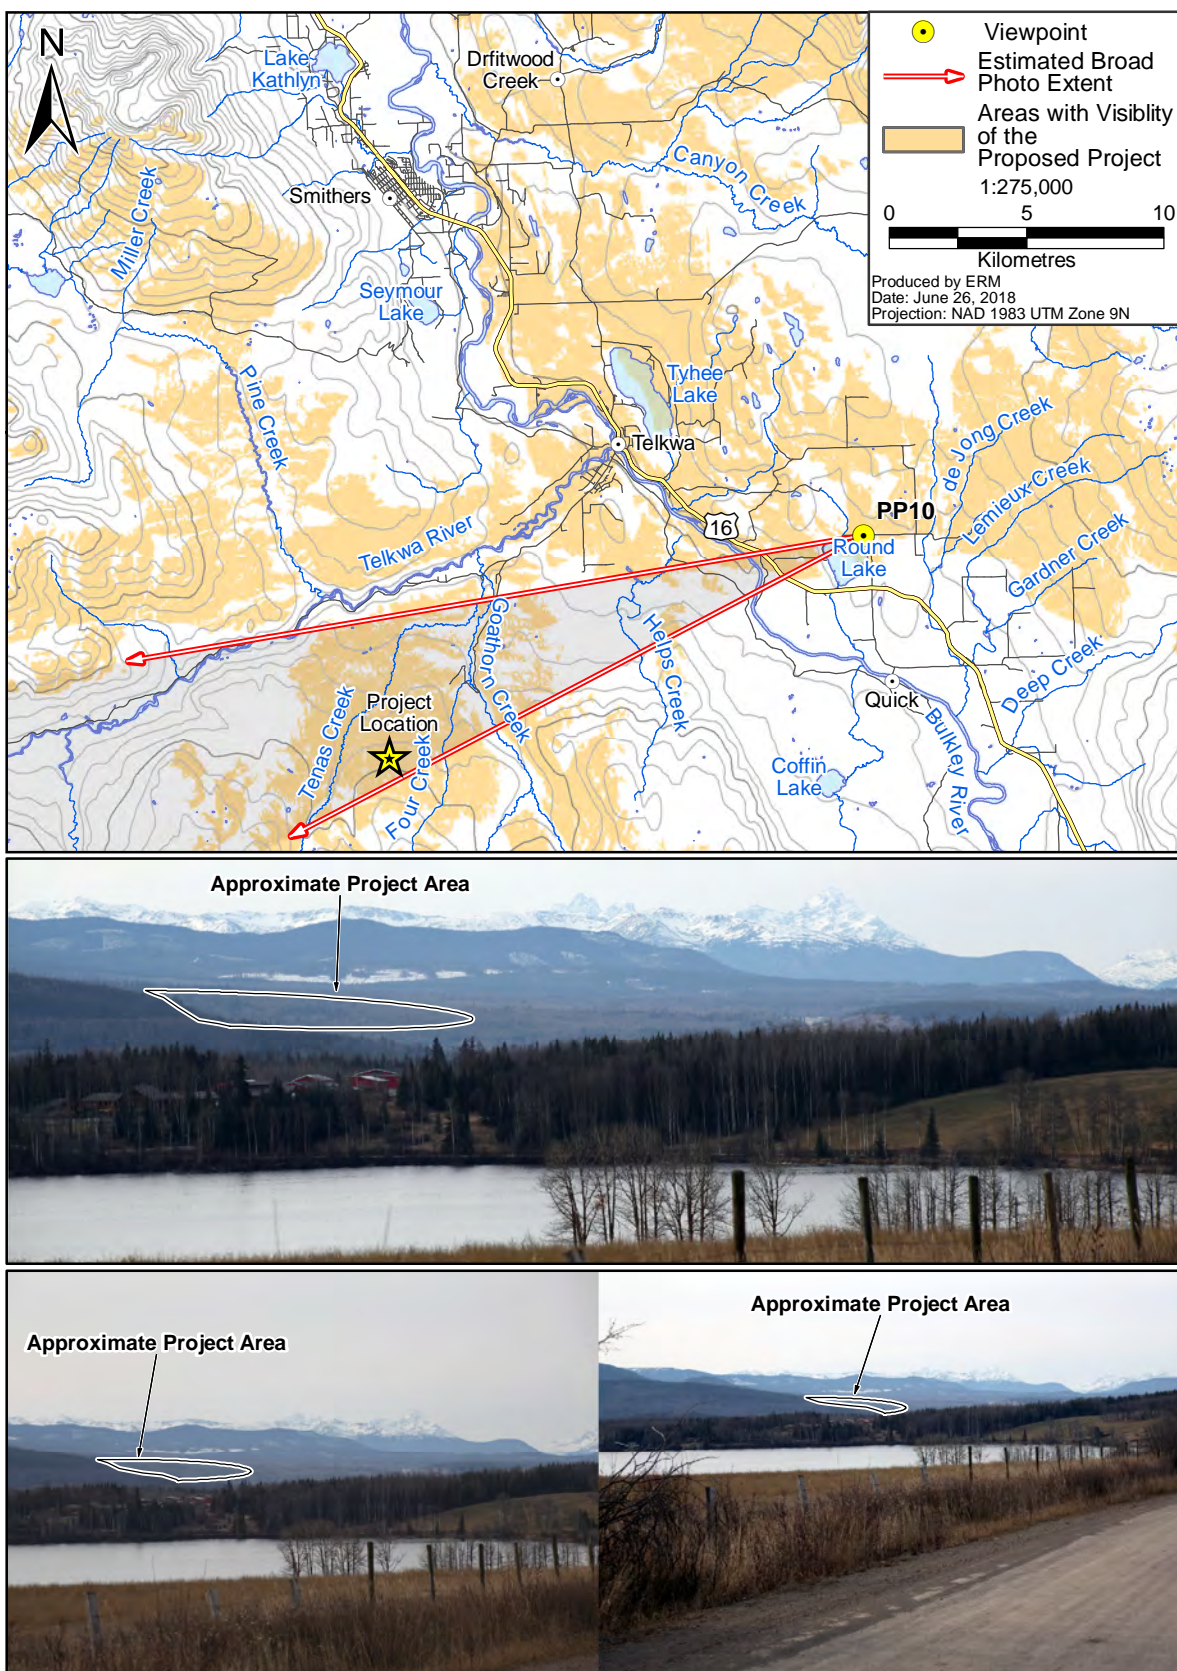 N
Lake
Kathlyn
Drfitwood
Creek
Viewpoint
Estimated Broad
Photo Extent
Areas with Visiblity
of the
Proposed Project
1:275,000
0 5 10
Kilometres
Produced by ERM
Date: June 26, 2018
Projection: NAD 1983 UTM Zone 9N
Canyon Creek
Smithers
Miller Creek
Seymour
Lake
Pine Creek
Tyhee
Lake
Telkwa
de Jong Creek
Lemieux Creek
Gardner Creek
PP10
16
Telkwa River
Round
Lake
Goathorn Creek
Helps Creek
Deep Creek
Quick
Bulkley River
Project
Location
Tenas Creek
Four Creek
Coffin
Lake
Approximate Project Area
Approximate Project Area
Approximate Project Area